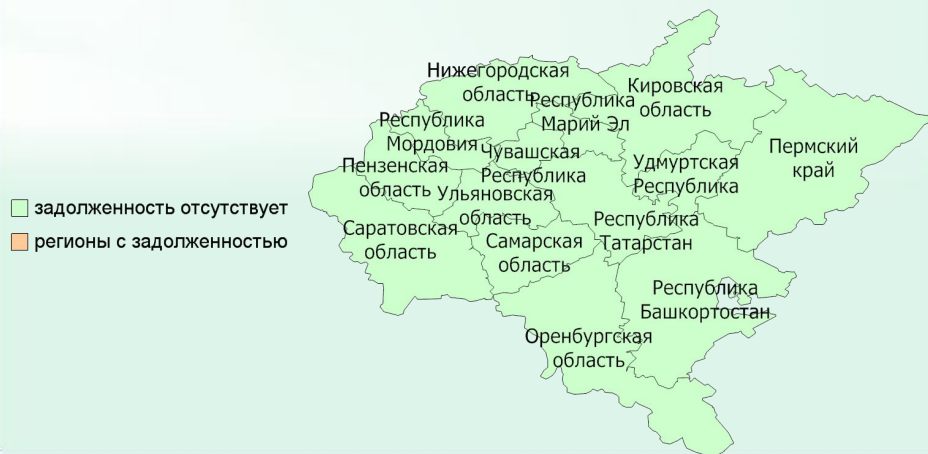 Нижегородская
область
Республика
Марий Эл
Кировская
область
Республика
Мордовия
Чувашская
Республика
Пермский
край
Пензенская
область
Удмуртская
Республика
Ульяновская
область
Республика
Татарстан
Саратовская
область
Самарская
область
Республика
Башкортостан
Оренбургская
область
задолженность отсутствует
регионы с задолженностью